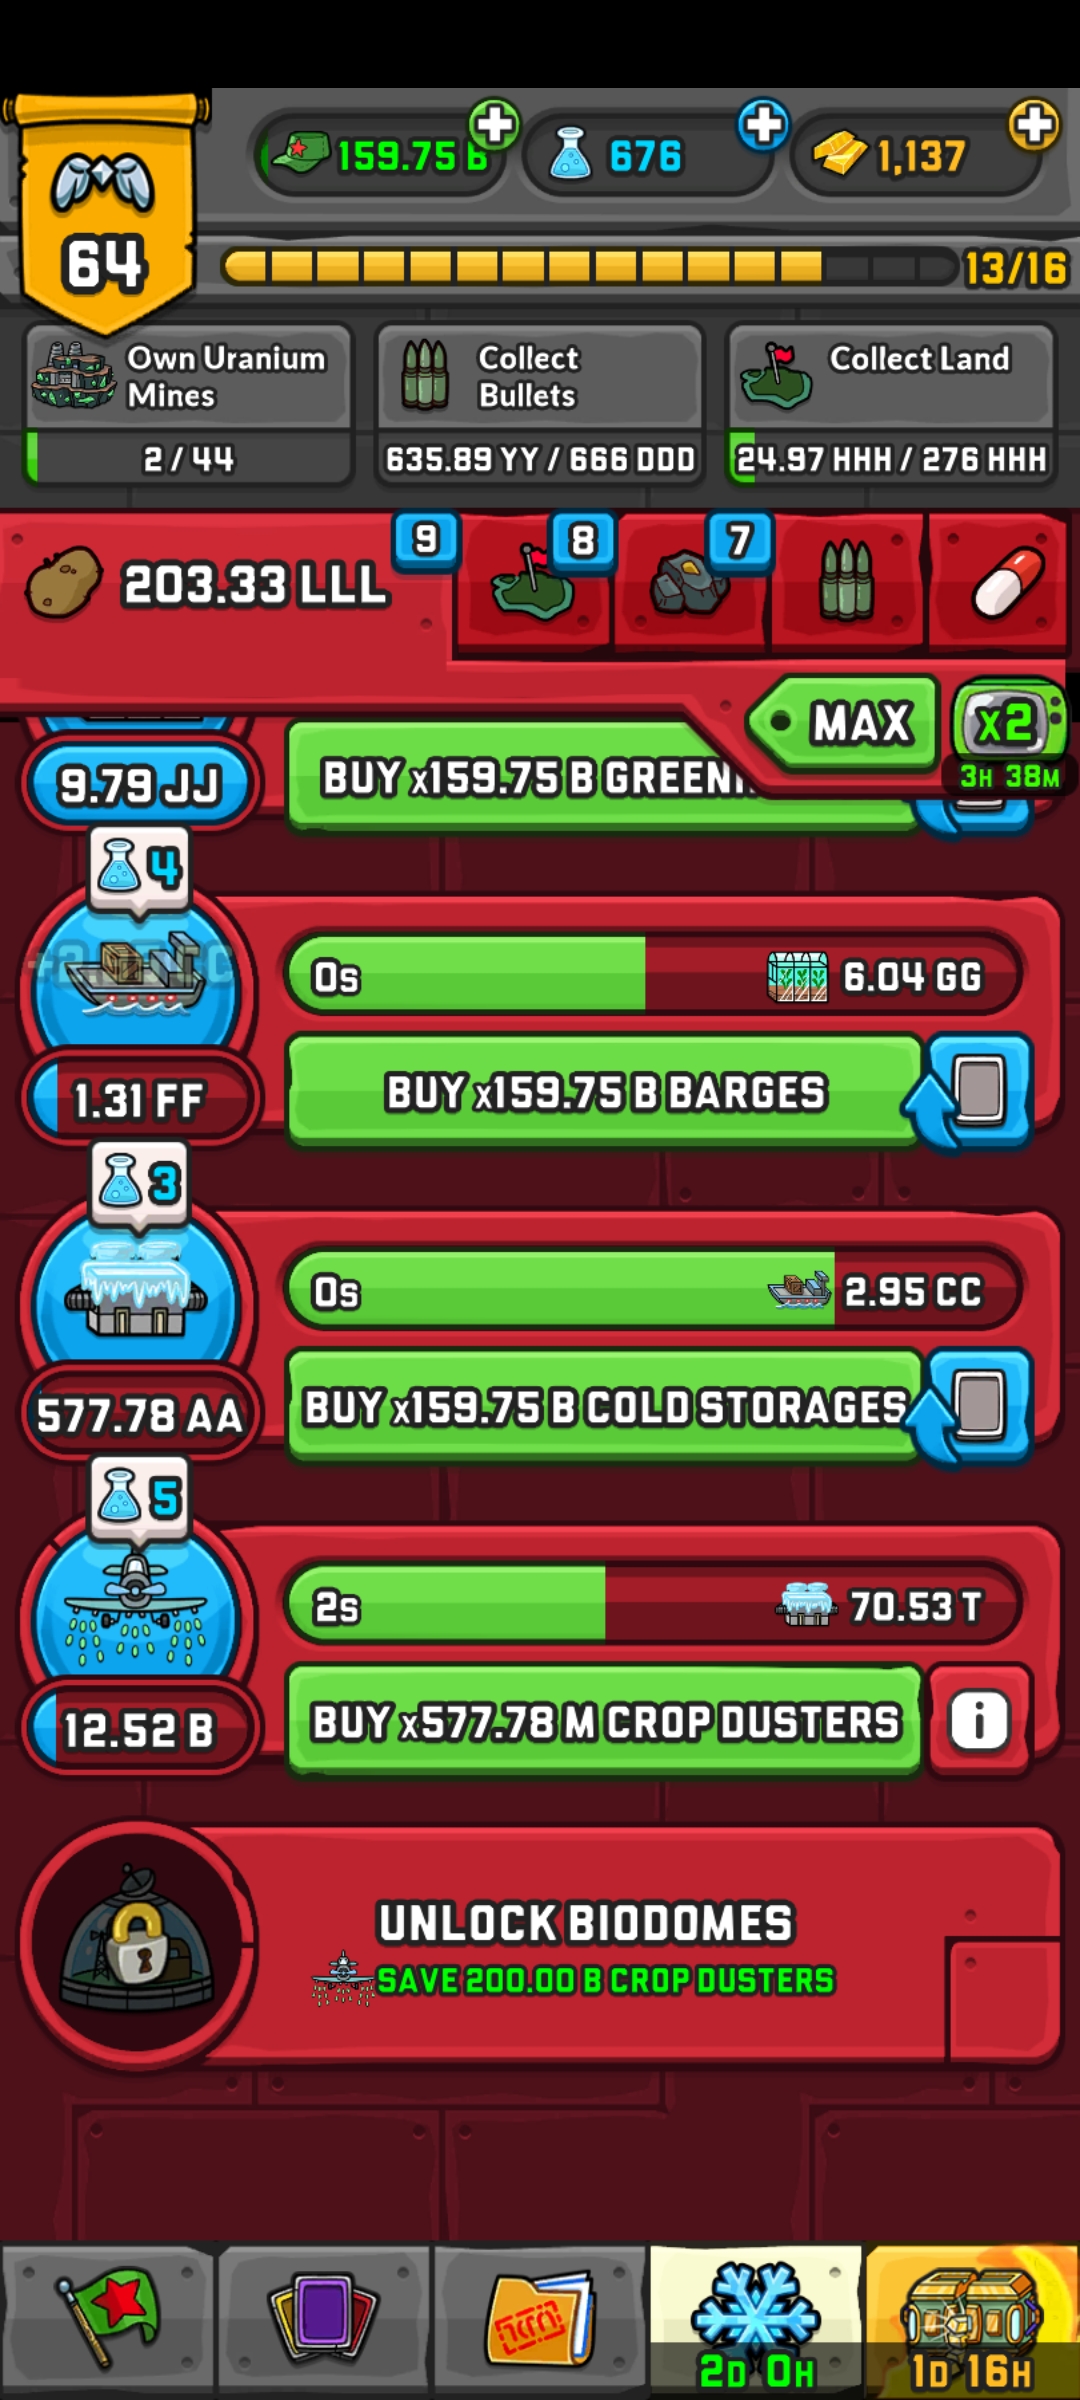 64
159.75 B
676
1,137
13/16
Own Uranium
Mines
2 / 44
Collect
Bullets
635.89 YY / 666 DDD
Collect Land
24.97 HHH / 276 HHH
203.33 LLL
9
8
7
MAX
x2
3H 38M
9.79 JJ
BUY x159.75 B
4
0s
6.04 GG
1.31 FF
BUY x159.75 B BARGES
3
0s
2.95 CC
577.78 AA
BUY x159.75 B COLD STORAGES
5
2s
70.53 T
12.52 B
BUY x577.78 M CROP DUSTERS
i
UNLOCK BIODOMES
SAVE 200.00 B CROP DUSTERS
2D 0H
1D 16H